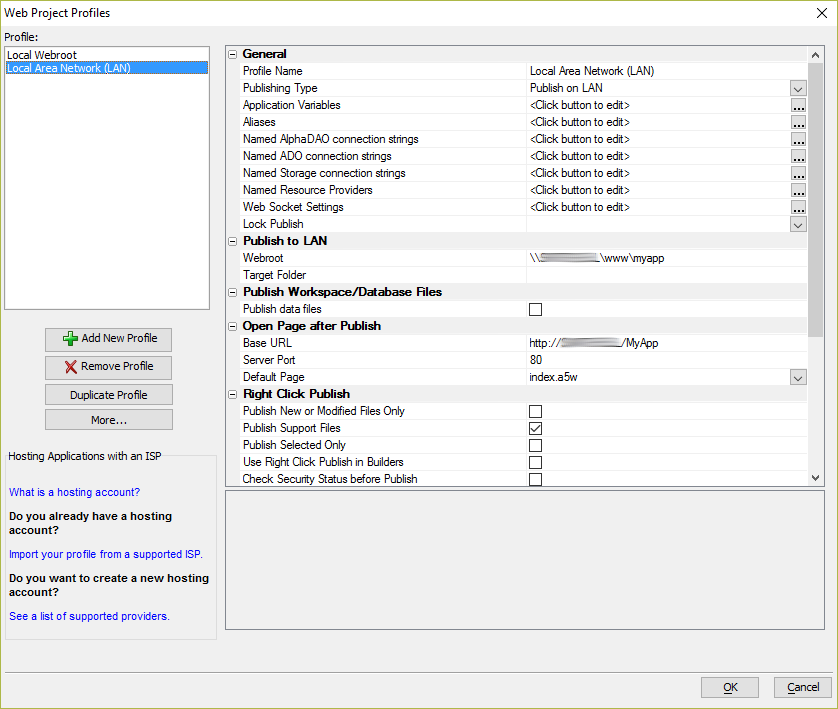 Web Project Profiles
Profile:
Local Webroot
Local Area Network (LAN)
Add New Profile
Remove Profile
Duplicate Profile
More...
Hosting Applications with an ISP
What is a hosting account?
Do you already have a hosting
account?
Import your profile from a supported ISP.
Do you want to create a new hosting
account?
See a list of supported providers.
General
Profile Name Local Area Network (LAN)
Publishing Type Publish on LAN
Application Variables <Click button to edit> ...
Aliases <Click button to edit> ...
Named AlphaDAO connection strings <Click button to edit> ...
Named ADO connection strings <Click button to edit> ...
Named Storage connection strings <Click button to edit> ...
Named Resource Providers <Click button to edit> ...
Web Socket Settings <Click button to edit> ...
Lock Publish
Publish to LAN
Webroot \\ \www\myapp
Target Folder
Publish Workspace/Database Files
Publish data files
Open Page after Publish
Base URL http:// /MyApp
Server Port 80
Default Page index.a5w
Right Click Publish
Publish New or Modified Files Only
Publish Support Files
Publish Selected Only
Use Right Click Publish in Builders
Check Security Status before Publish
OK
Cancel